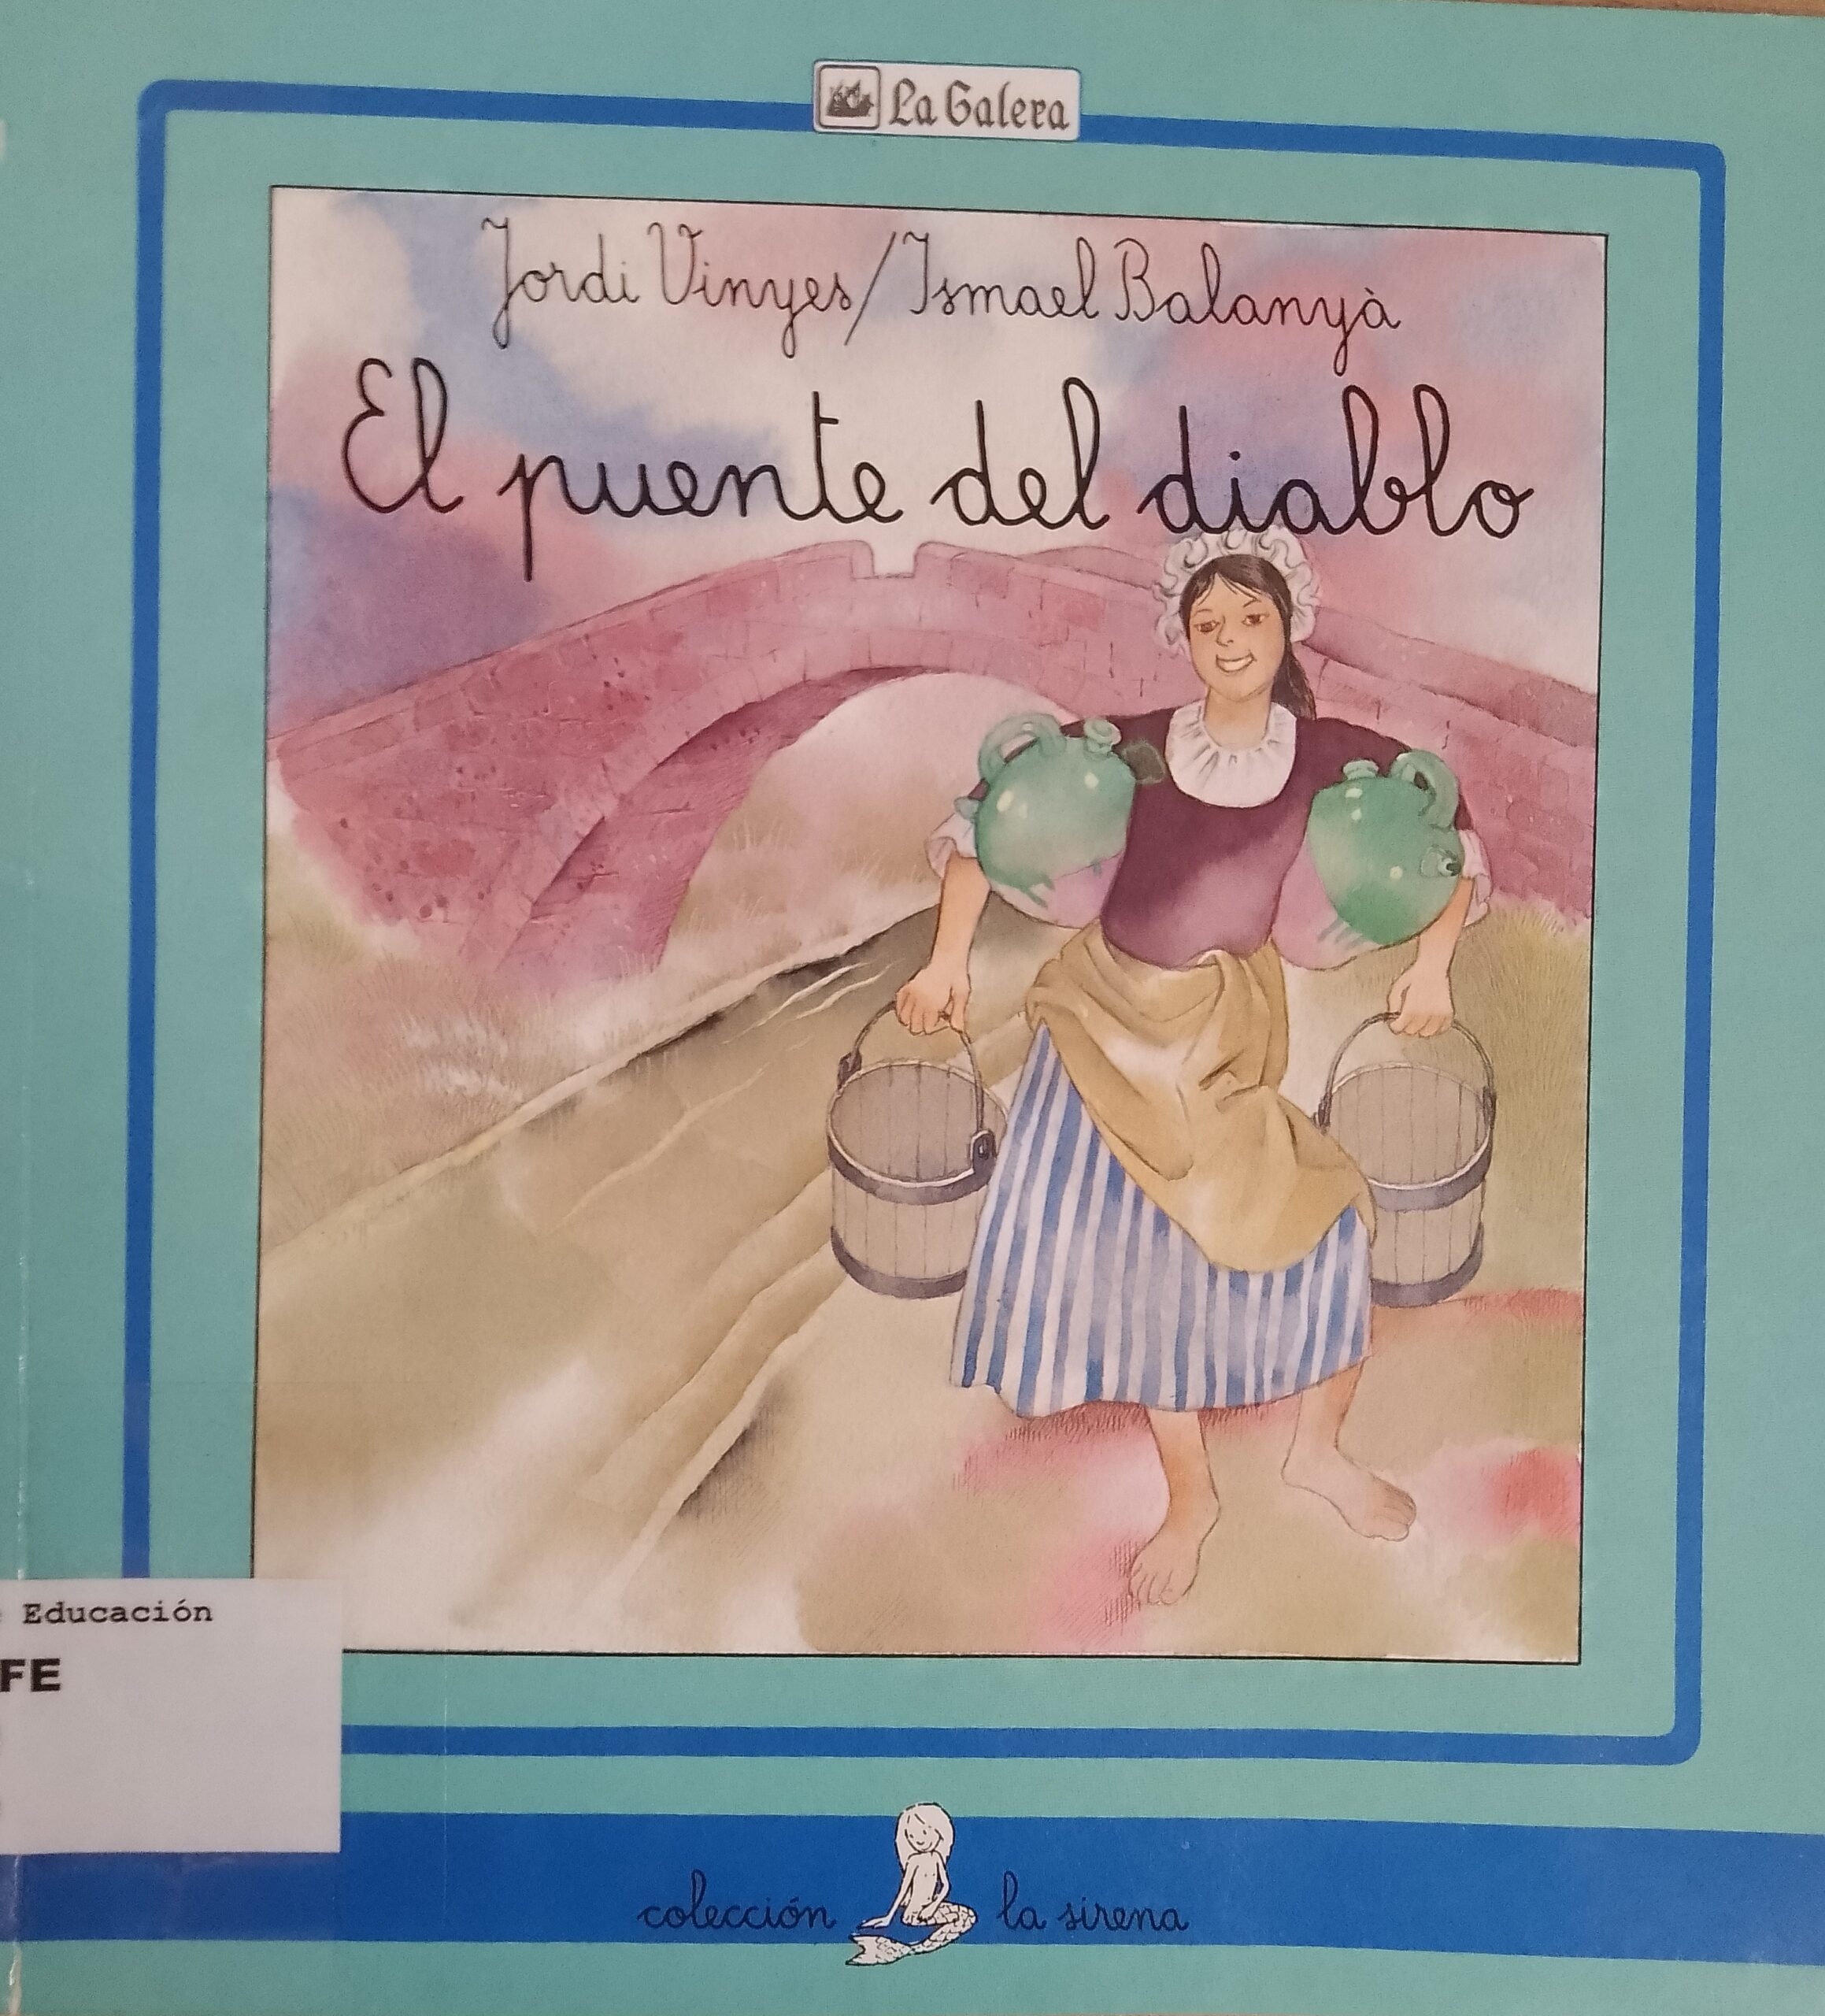 La Galera
Jordi Vinyes/Ismael Balanyà
El puente del diablo
Educación
FE
colección la sirena